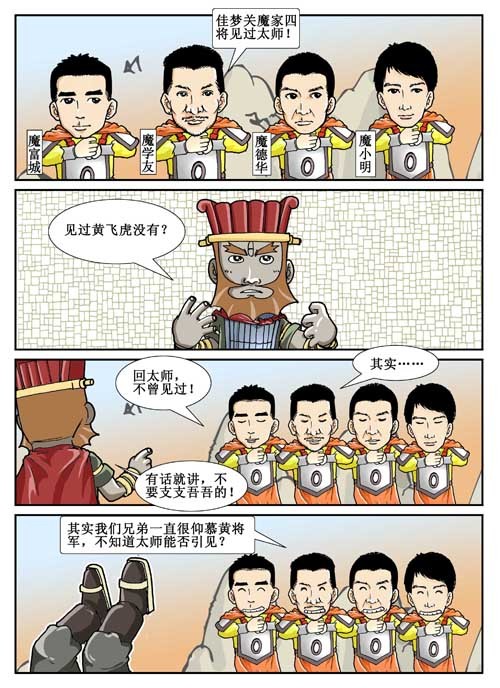 佳梦关魔家四
将见过太师！
魔富城
魔学友
魔德华
魔小明
见过黄飞虎没有？
回太师，
不曾见过！
其实……
有话就讲，不
要支支吾吾的！
其实我们兄弟一直很仰慕黄将
军，不知道太师能否引见？